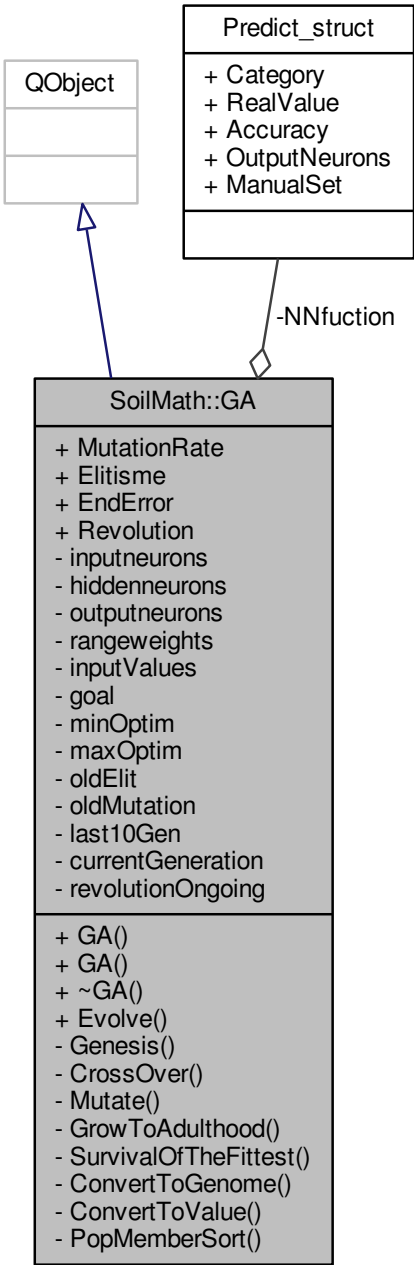 Predict_struct
+ Category
+ RealValue
+ Accuracy
+ OutputNeurons
+ ManualSet
QObject
-NNfuction
SoilMath::GA
+ MutationRate
+ Elitisme
+ EndError
+ Revolution
- inputneurons
- hiddenneurons
- outputneurons
- rangeweights
- inputValues
- goal
- minOptim
- maxOptim
- oldElit
- oldMutation
- last10Gen
- currentGeneration
- revolutionOngoing
+ GA()
+ GA()
+ ~GA()
+ Evolve()
- Genesis()
- CrossOver()
- Mutate()
- GrowToAdulthood()
- SurvivalOfTheFittest()
- ConvertToGenome()
- ConvertToValue()
- PopMemberSort()